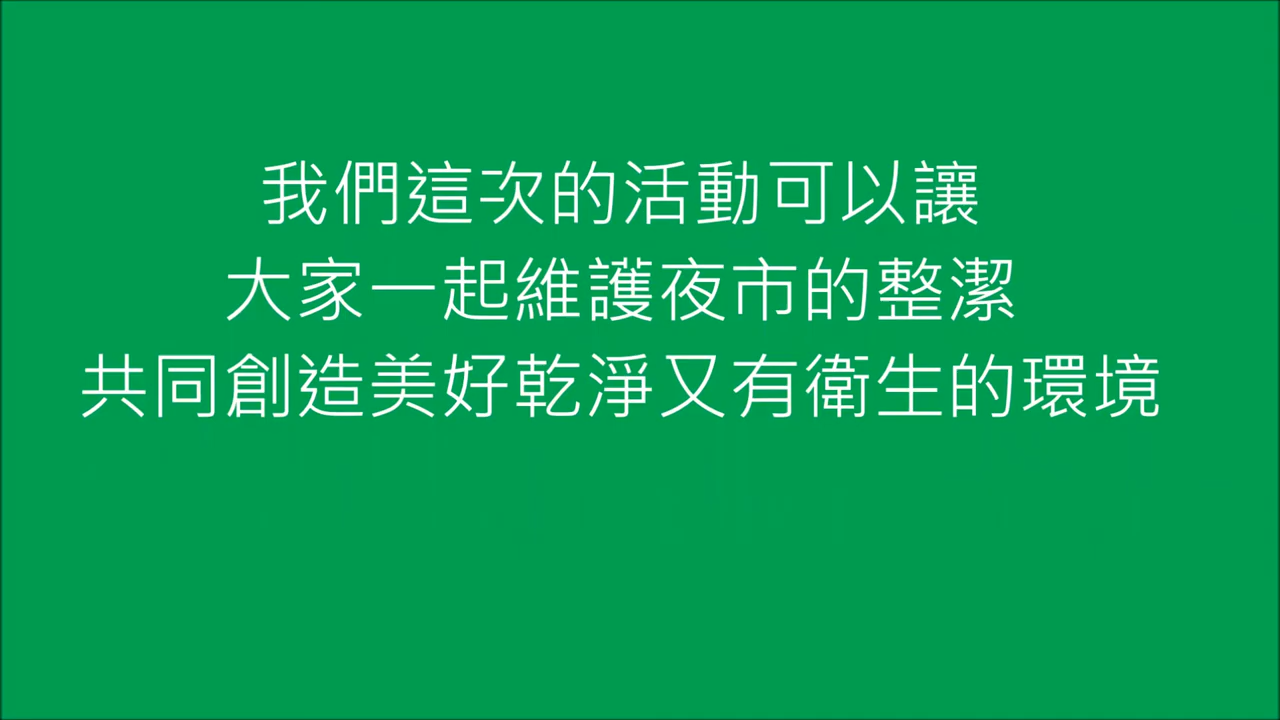 我們這次的活動可以讓
大家一起維護夜市的整潔
共同創造美好乾淨又有衛生的環境